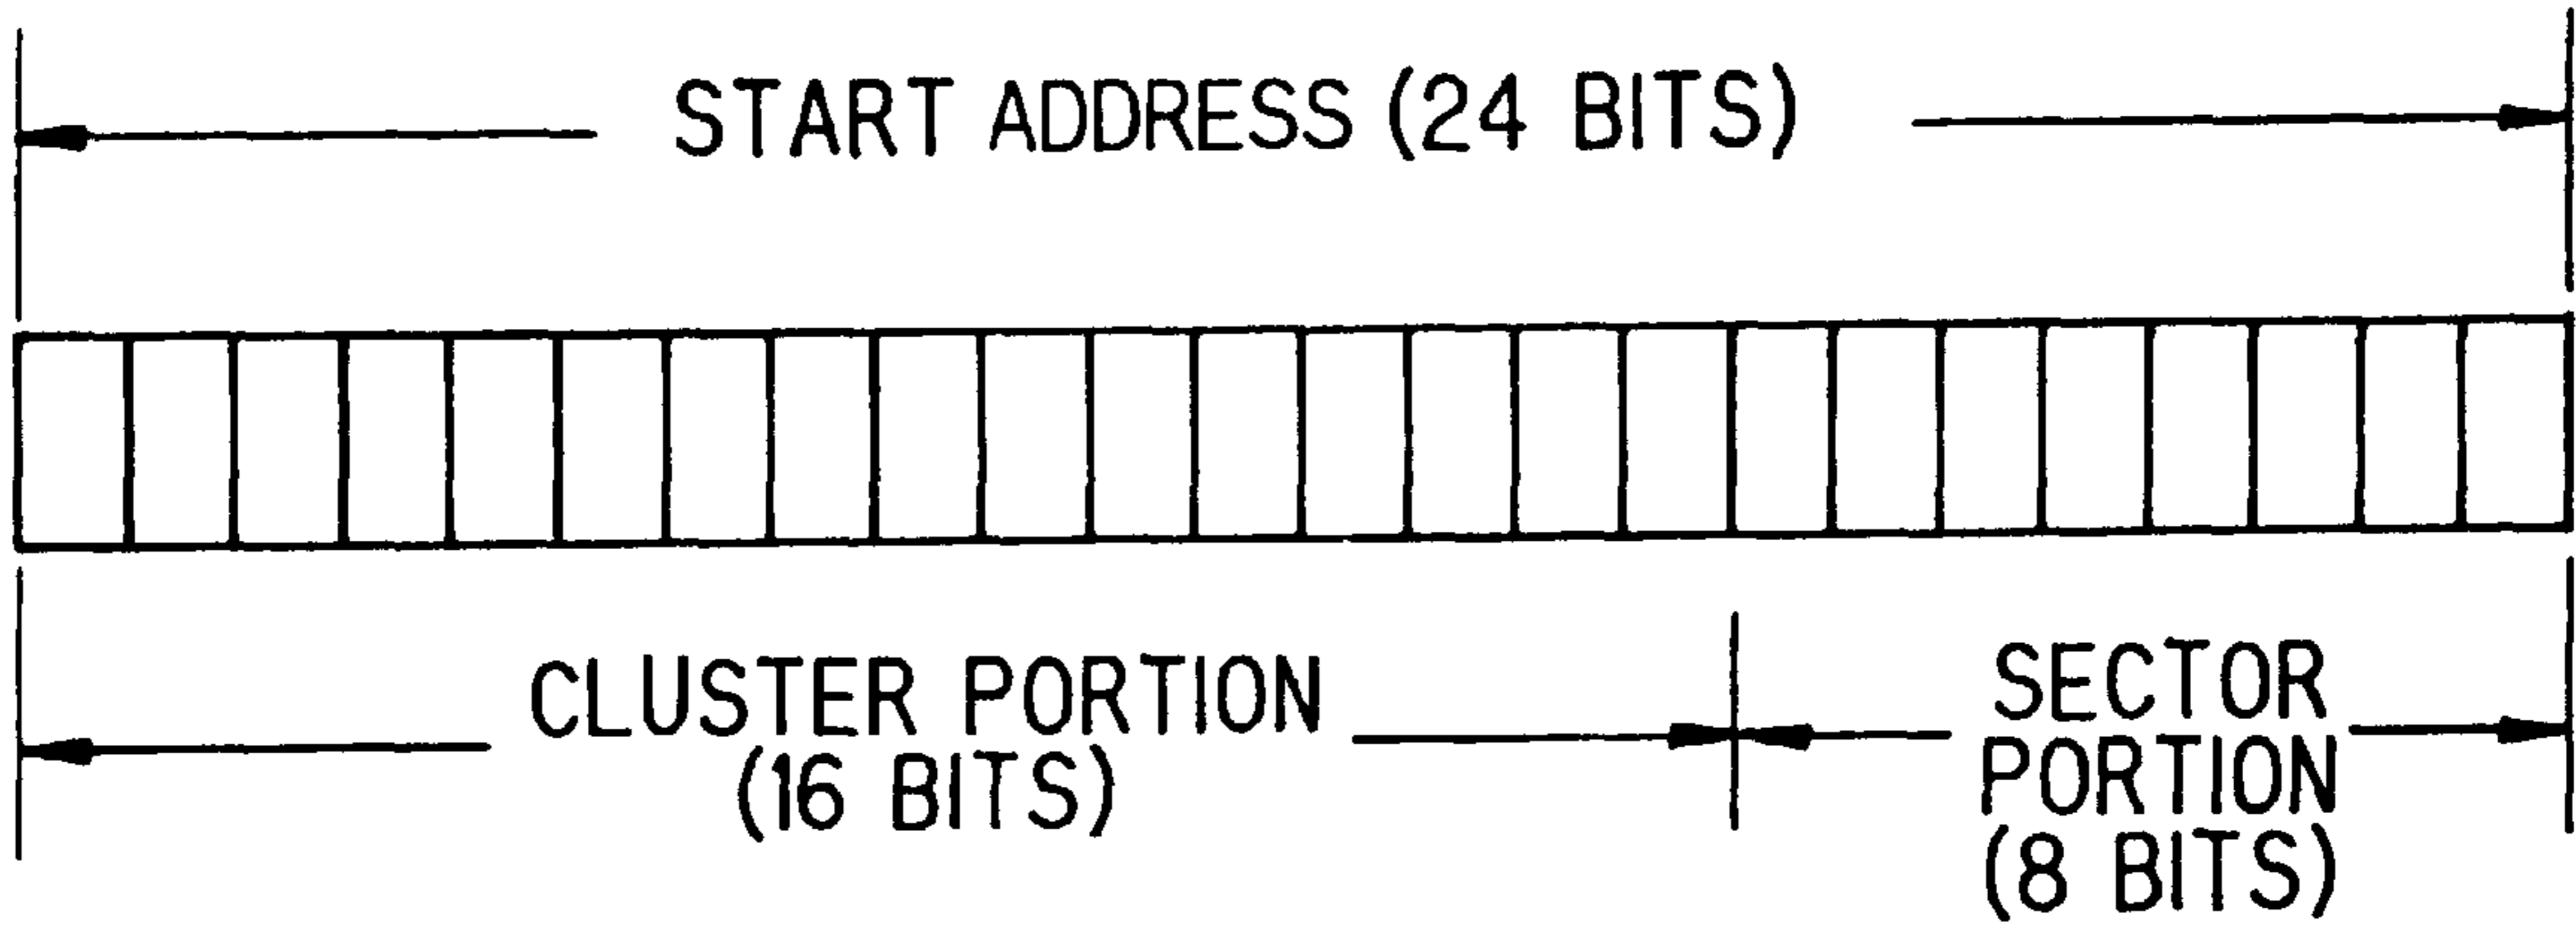 START ADDRESS (24 BITS)
CLUSTER PORTION
(16 BITS)
SECTOR
PORTION
(8 BITS)